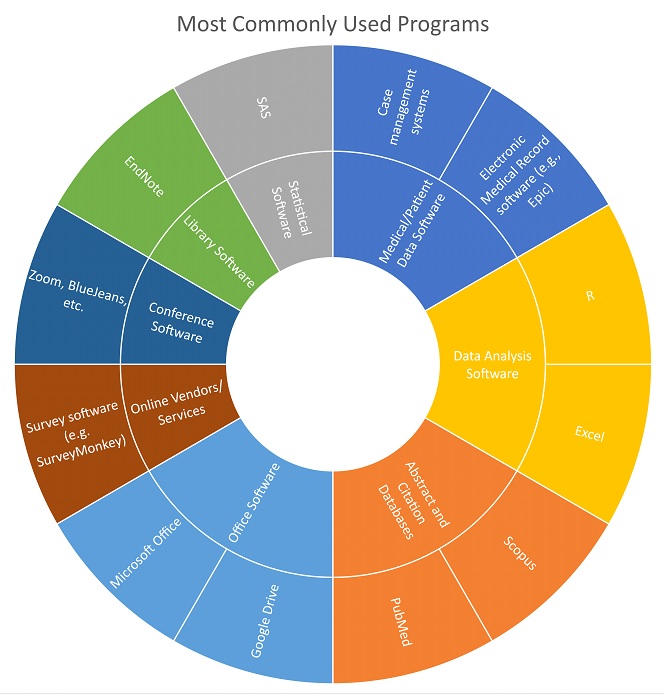 Most Commonly Used Programs
Case
management
systems
Electronic
Medical Record
software (e.g.,
Epic)
Medical/Patient
Data Software
R
Excel
Data Analysis
Software
Scopus
PubMed
Abstract and
Citation
Databases
Google Drive
Microsoft Office
Office Software
Survey software
(e.g.
SurveyMonkey)
Online Vendors/
Services
Zoom, BlueJeans,
etc.
Conference
Software
EndNote
Library Software
SAS
Statistical
Software